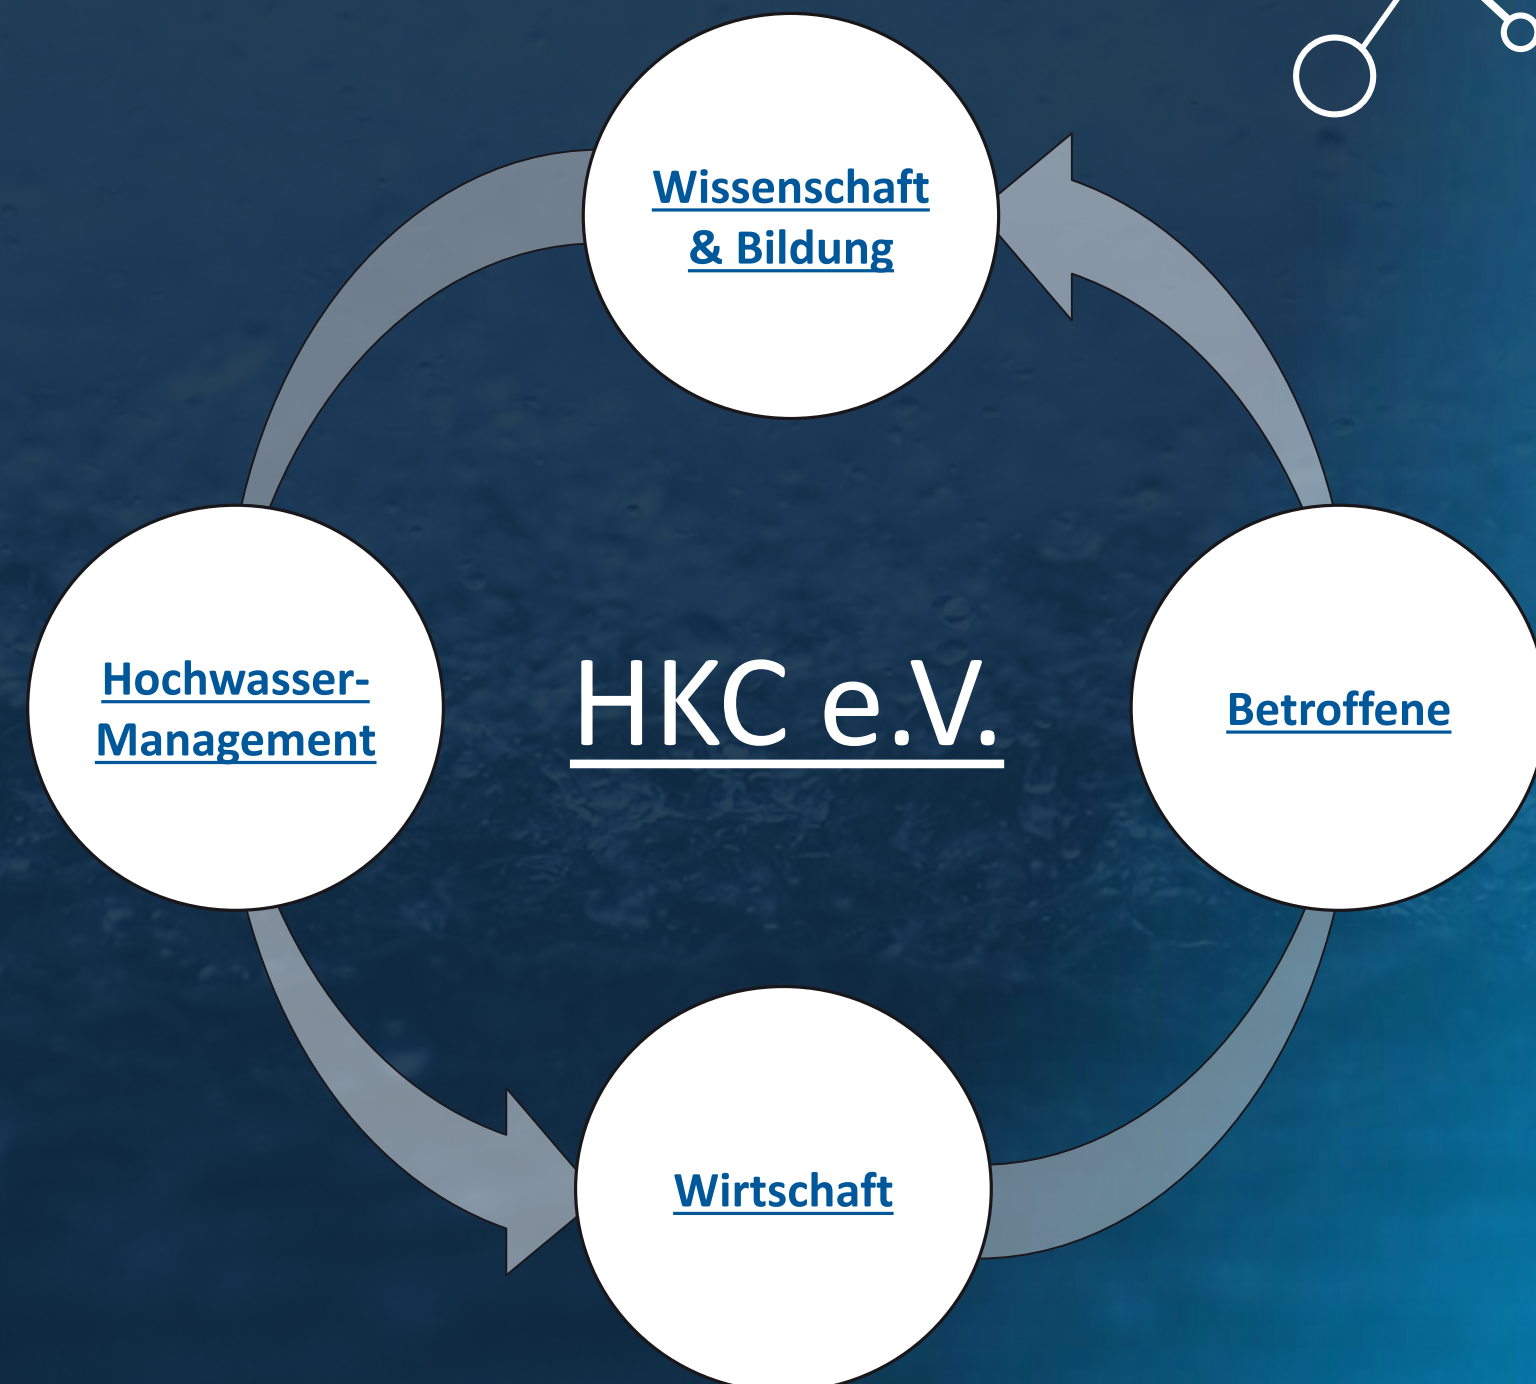 Wissenschaft
& Bildung
Hochwasser-
Management
HKC e.V.
Betroffene
Wirtschaft